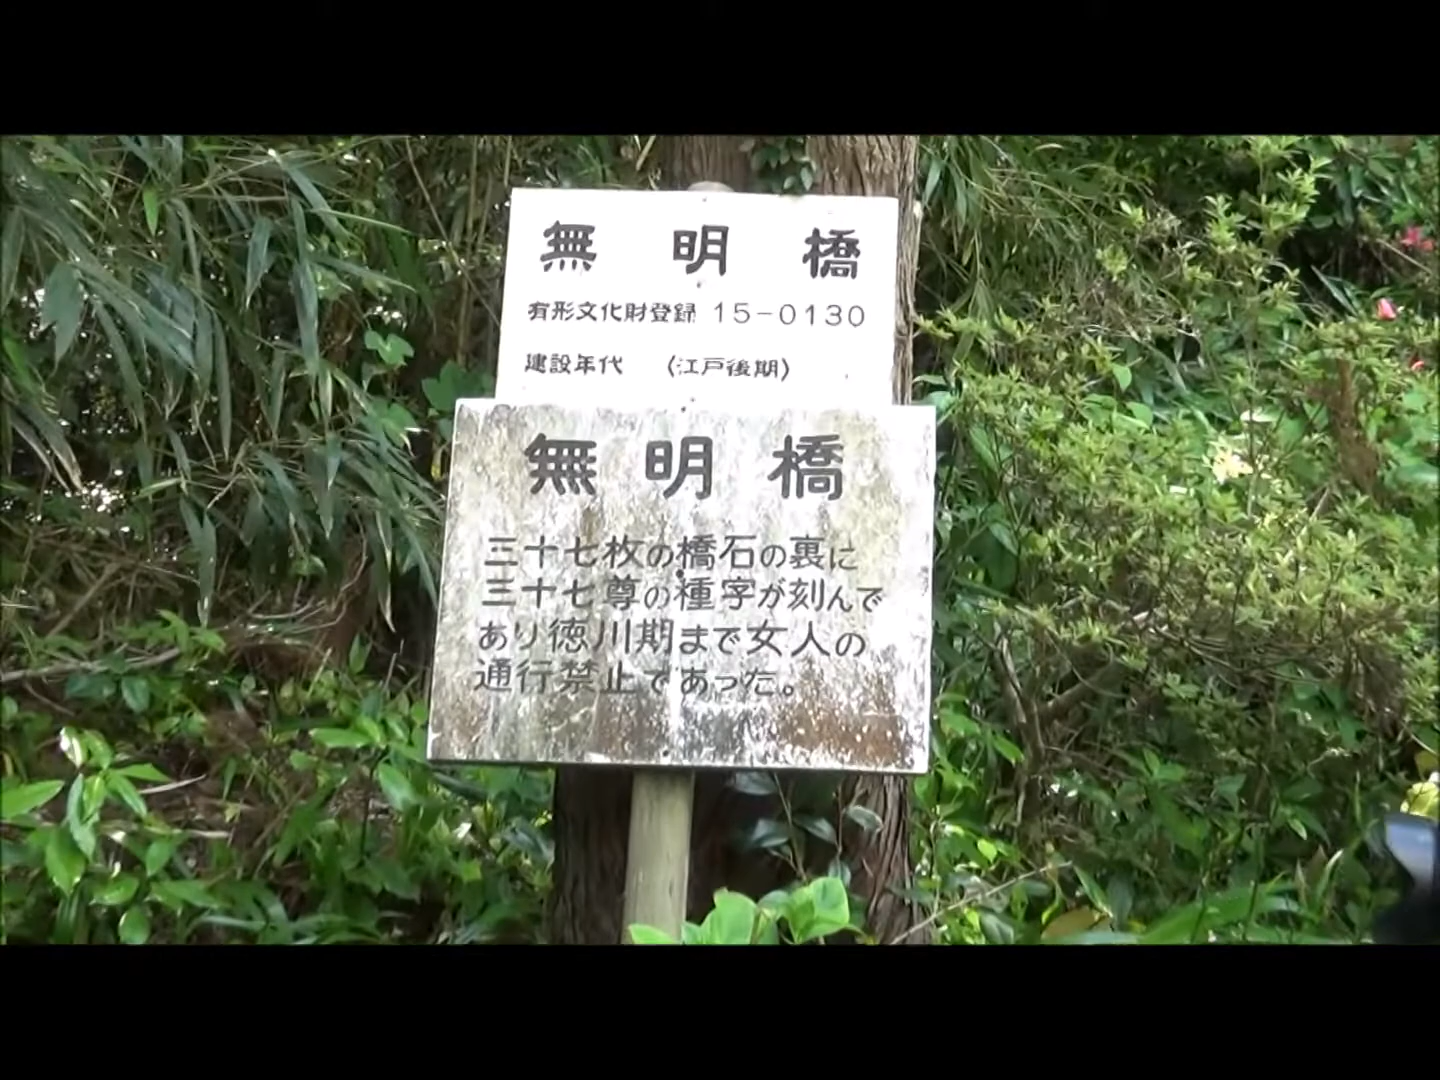 無明橋
有形文化財登録 15-0130
建設年代 (江戸後期)
無明橋
三十七枚の橋石の裏に
三十七尊の種字が刻んで
あり徳川期まで女人の
通行禁止であった。